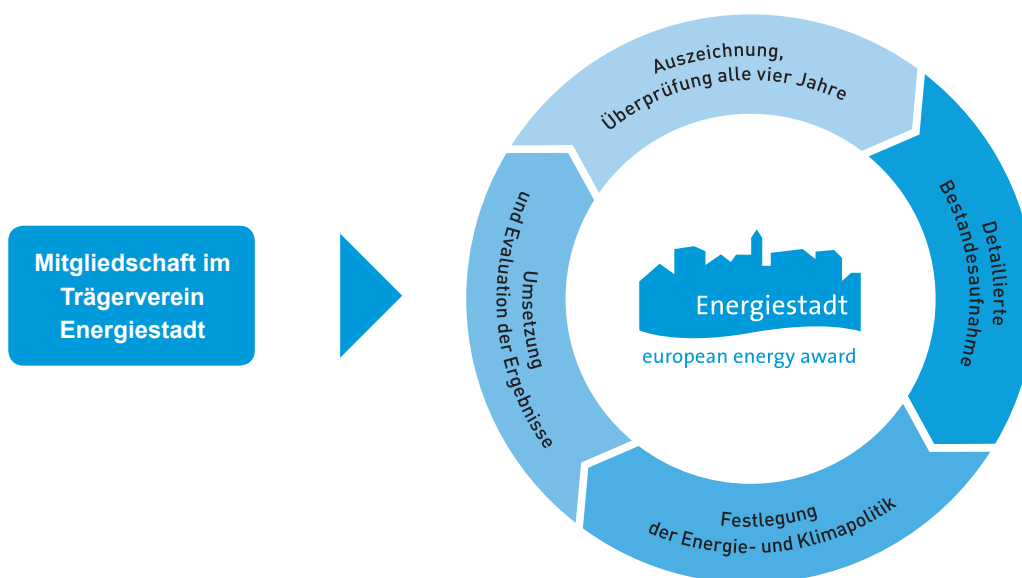 Mitgliedschaft im
Trägerverein
Energiestadt
Auszeichnung,
Überprüfung alle vier Jahre
Detaillierte
Bestandesaufnahme
Festlegung
der Energie- und Klimapolitik
Umsetzung
und Evaluation der Ergebnisse
Energiestadt
european energy award